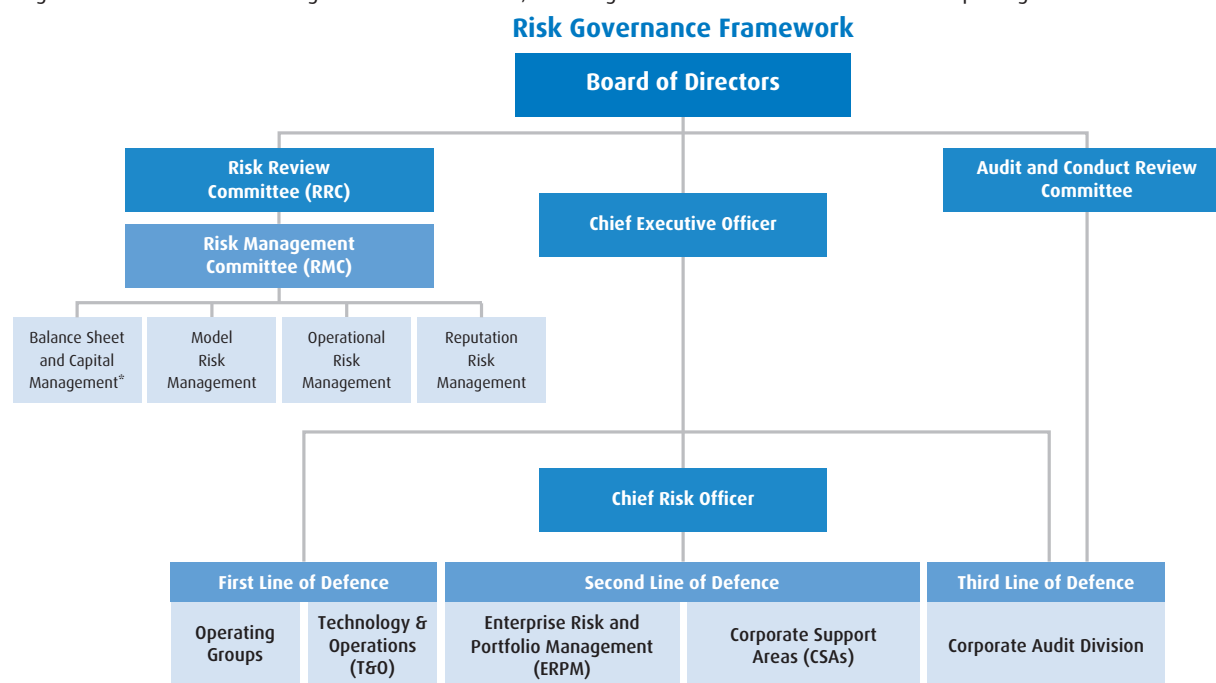 Risk Governance Framework
Board of Directors
Risk Review
Committee (RRC)
Audit and Conduct Review
Committee
Chief Executive Officer
Risk Management
Committee (RMC)
Balance Sheet
and Capital
Management*
Model
Risk
Management
Operational
Risk
Management
Reputation
Risk
Management
Chief Risk Officer
First Line of Defence
Second Line of Defence
Third Line of Defence
Operating
Groups
Technology &
Operations
(T&O)
Enterprise Risk and
Portfolio Management
(ERPM)
Corporate Support
Areas (CSAs)
Corporate Audit Division